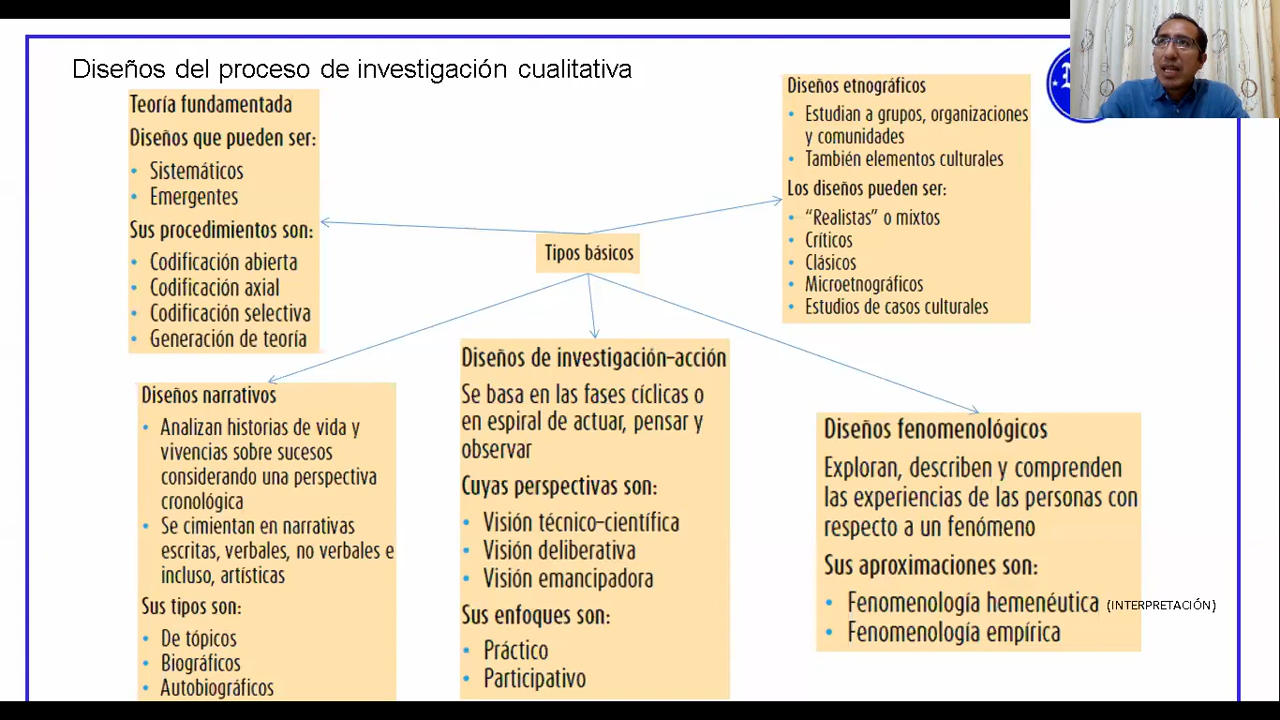 Diseños del proceso de investigación cualitativa
Teoría fundamentada
Diseños que pueden ser:
• Sistemáticos
• Emergentes
Sus procedimientos son:
• Codificación abierta
• Codificación axial
• Codificación selectiva
• Generación de teoría
Tipos básicos
Diseños etnográficos
• Estudian a grupos, organizaciones
y comunidades
• También elementos culturales
Los diseños pueden ser:
• “Realistas” o mixtos
• Críticos
• Clásicos
• Microetnográficos
• Estudios de casos culturales
Diseños narrativos
• Analizan historias de vida y
vivencias sobre sucesos
considerando una perspectiva
cronológica
• Se cimientan en narrativas
escritas, verbales, no verbales e
incluso, artísticas
Sus tipos son:
• De tópicos
• Biográficos
• Autobiográficos
Diseños de investigación-acción
Se basa en las fases cíclicas o
en espiral de actuar, pensar y
observar
Cuyas perspectivas son:
• Visión técnico-científica
• Visión deliberativa
• Visión emancipadora
Sus enfoques son:
• Práctico
• Participativo
Diseños fenomenológicos
Exploran, describen y comprenden
las experiencias de las personas con
respecto a un fenómeno
Sus aproximaciones son:
• Fenomenología hemenéutica (INTERPRETACIÓN)
• Fenomenología empírica